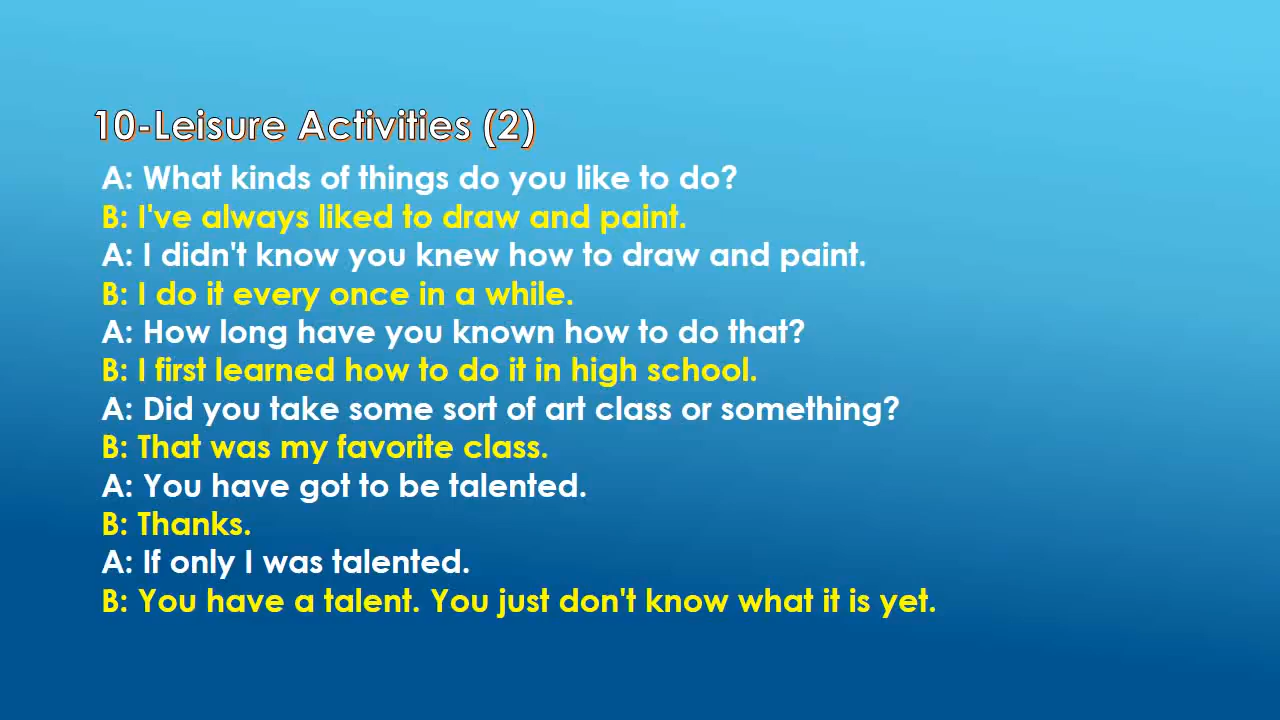 10-Leisure Activities (2)
A: What kinds of things do you like to do?
B: I've always liked to draw and paint.
A: I didn't know you knew how to draw and paint.
B: I do it every once in a while.
A: How long have you known how to do that?
B: I first learned how to do it in high school.
A: Did you take some sort of art class or something?
B: That was my favorite class.
A: You have got to be talented.
B: Thanks.
A: If only I was talented.
B: You have a talent. You just don't know what it is yet.